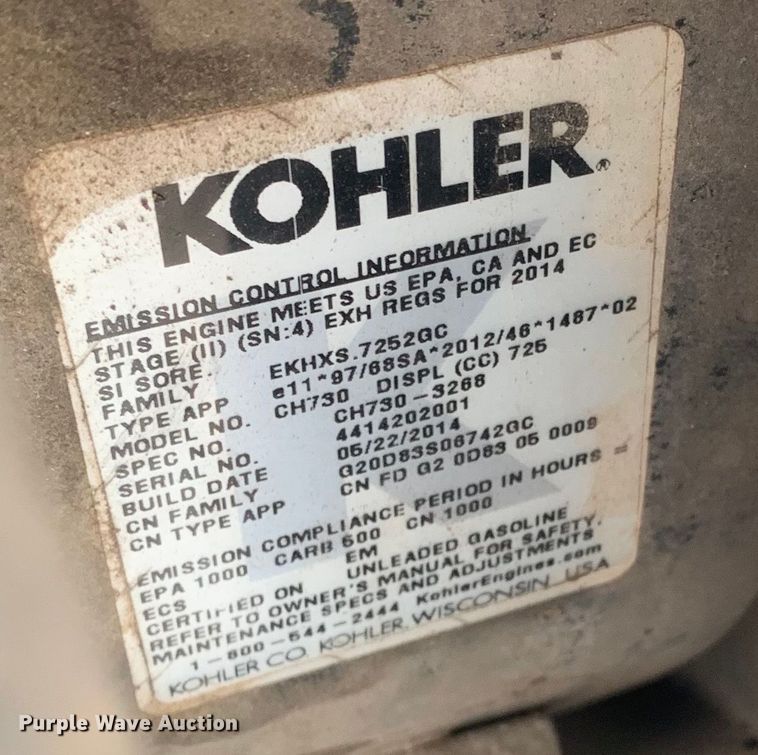 KOHLER®
EMISSION CONTROL INFORMATION
THIS ENGINE MEETS US EPA, CA AND EC
STAGE (II) (SN:4) EXH REGS FOR 2014
SI SORE
FAMILY EKHXS.7252GC
TYPE APP e11*97/68SA*2012/46*1487*02
MODEL NO. CH730 DISPL (CC) 725
SPEC NO. CH730-3268
SERIAL NO. 4414202001
BUILD DATE 05/22/2014
CN FAMILY G20D83S06742GC
CN TYPE APP CN FD G2 0D83 05 0009
EMISSION COMPLIANCE PERIOD IN HOURS =
EPA 1000 CARB 500 CN 1000
ECS EM
CERTIFIED ON UNLEADED GASOLINE
REFER TO OWNER'S MANUAL FOR SAFETY,
MAINTENANCE SPECS AND ADJUSTMENTS
1-800-544-2444 KohlerEngines.com
KOHLER CO. KOHLER, WISCONSIN USA
Purple Wave Auction